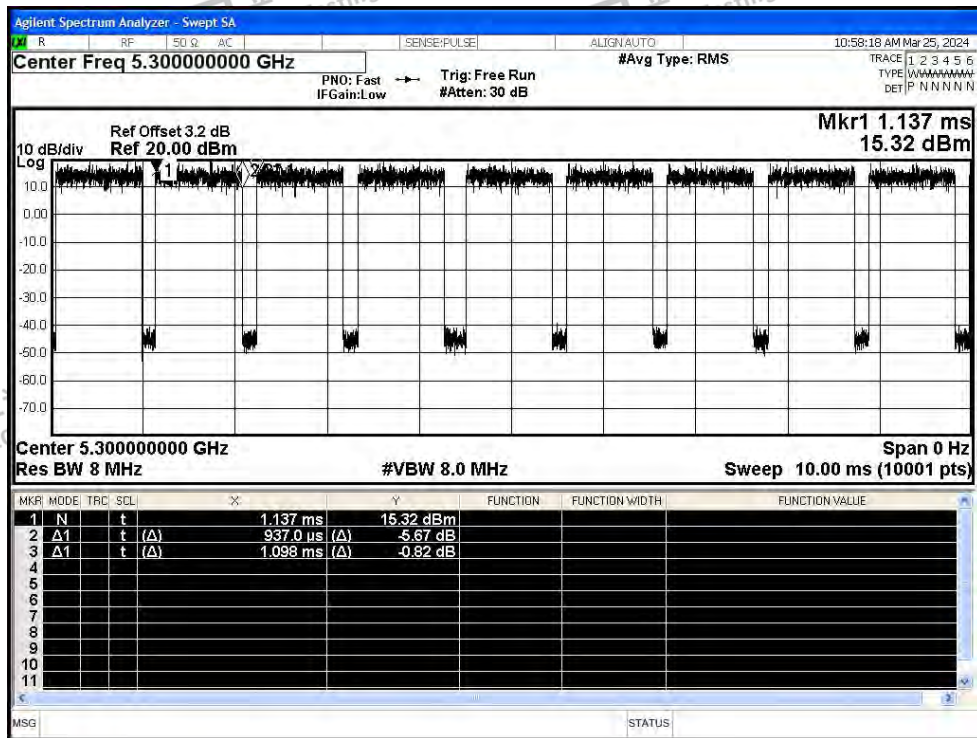 Agilent Spectrum Analyzer - Swept SA
R RF 50 Ω AC SENSE:PULSE ALIGN AUTO 10:58:18 AM Mar 25, 2024
Center Freq 5.300000000 GHz #Avg Type: RMS TRACE 1 2 3 4 5 6
PNO: Fast Trig: Free Run TYPE WWWWWW
IFGain:Low #Atten: 30 dB DET P N N N N N
Mkr1 1.137 ms
Ref Offset 3.2 dB
10 dB/div Ref 20.00 dBm 15.32 dBm
Log
1
10.0
0.00
-10.0
-20.0
-30.0
-40.0
-50.0
-60.0
-70.0
Center 5.300000000 GHz Span 0 Hz
Res BW 8 MHz #VBW 8.0 MHz Sweep 10.00 ms (10001 pts)
MKR MODE TRC SCL X Y FUNCTION FUNCTION WIDTH FUNCTION VALUE
1 N t 1.137 ms 15.32 dBm
2 Δ1 t (Δ) 937.0 µs (Δ) -5.67 dB
3 Δ1 t (Δ) 1.098 ms (Δ) -0.82 dB
4
5
6
7
8
9
10
11
MSG STATUS